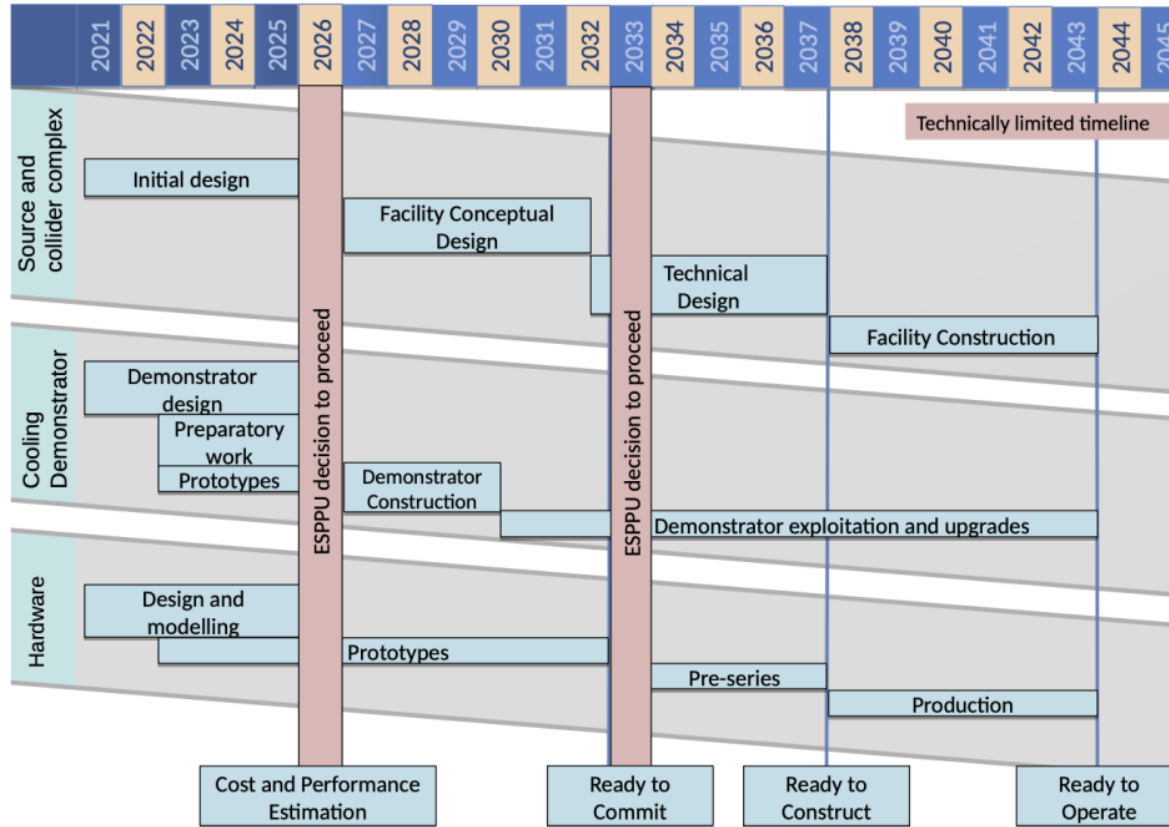 2021 2022 2023 2024 2025 2026 2027 2028 2029 2030 2031 2032 2033 2034 2035 2036 2037 2038 2039 2040 2041 2042 2043 2044 2045
Technically limited timeline
Source and
collider complex
Initial design
Facility Conceptual
Design
Technical
Design
Facility Construction
ESPPU decision to proceed
ESPPU decision to proceed
Cooling
Demonstrator
Demonstrator
design
Preparatory
work
Prototypes
Demonstrator
Construction
Demonstrator exploitation and upgrades
Hardware
Design and
modelling
Prototypes
Pre-series
Production
Cost and Performance
Estimation
Ready to
Commit
Ready to
Construct
Ready to
Operate